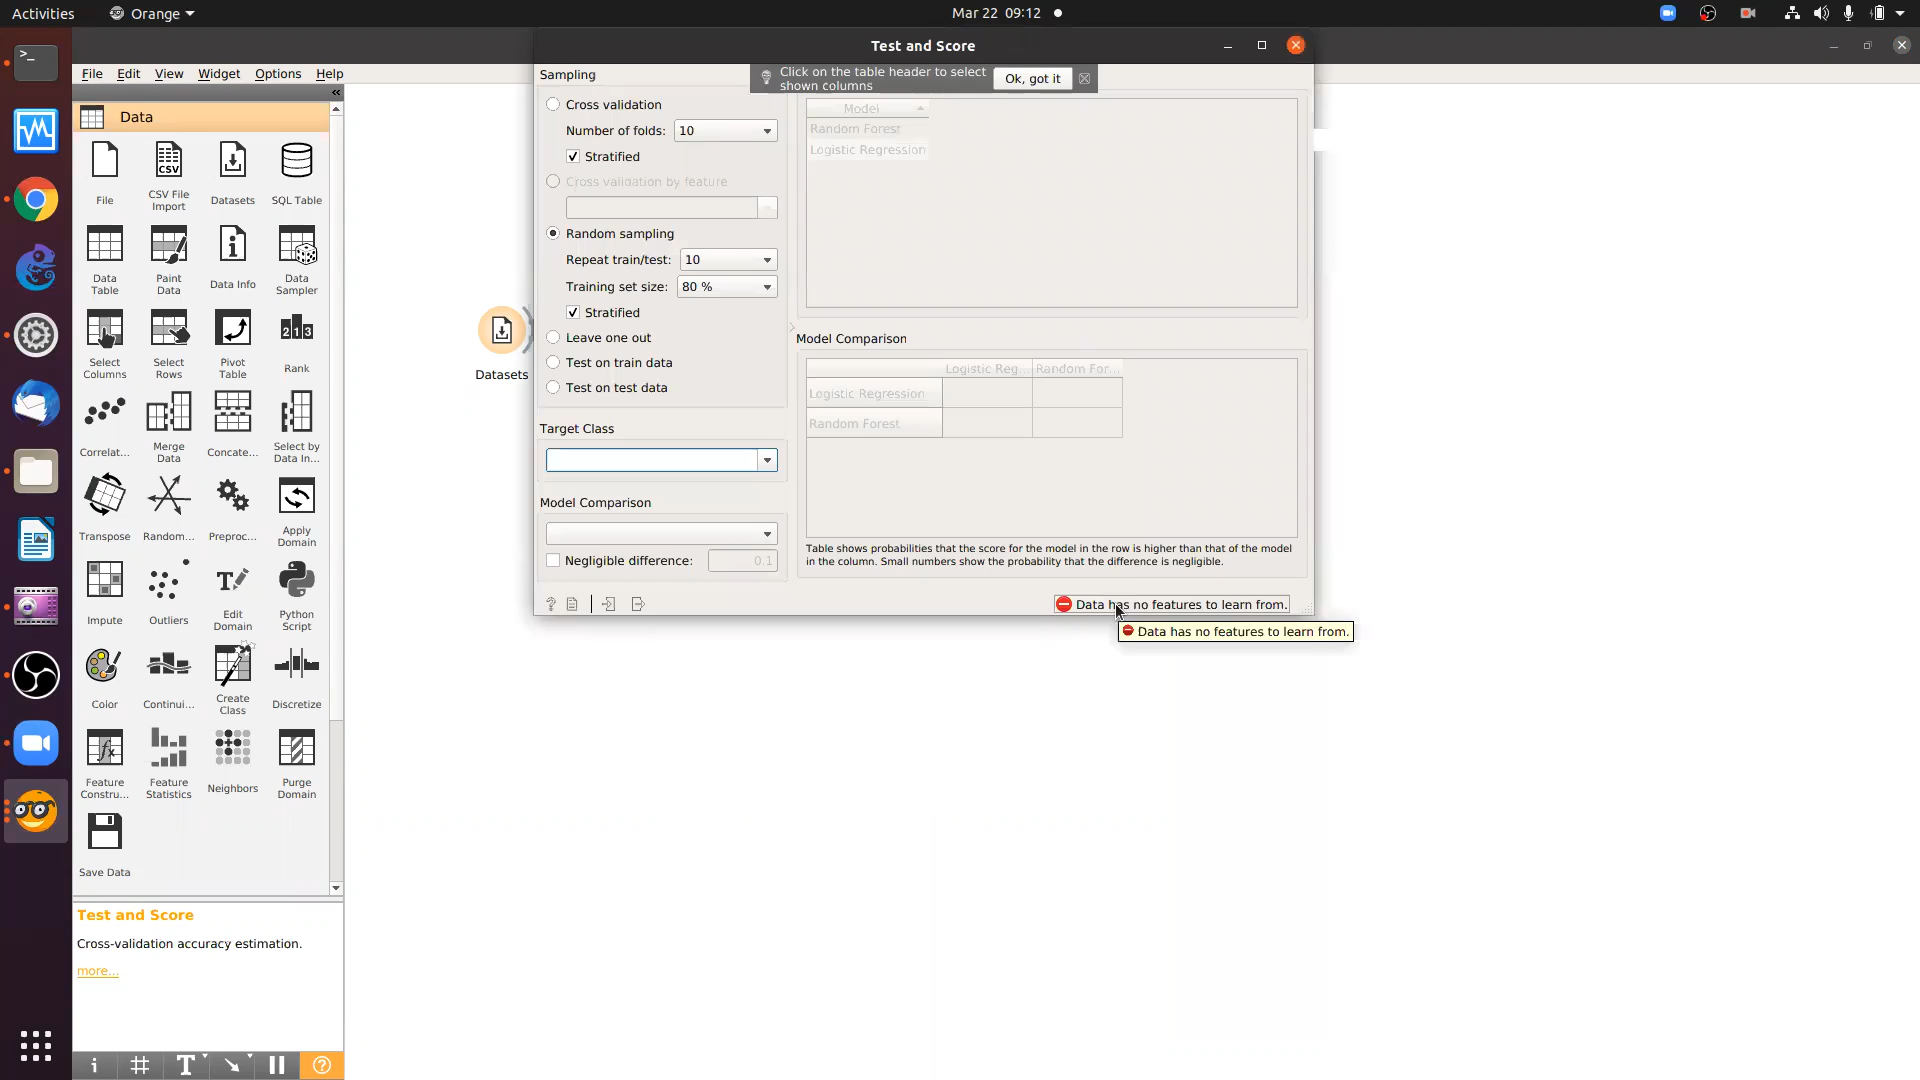 Activities
Orange
Mar 22 09:12
Test and Score
File
Edit
View
Widget
Options
Help
Data
File
CSV File
Import
Datasets
SQL Table
Data
Table
Paint
Data
Data Info
Data
Sampler
Select
Columns
Select
Rows
Pivot
Table
Rank
Correlat...
Merge
Data
Concate...
Select by
Data In...
Transpose
Random...
Preproc...
Apply
Domain
Impute
Outliers
Edit
Domain
Python
Script
Color
Continui...
Create
Class
Discretize
Feature
Constru...
Feature
Statistics
Neighbors
Purge
Domain
Save Data
Test and Score
Cross-validation accuracy estimation.
more...
Datasets
Sampling
Cross validation
Number of folds: 10
Stratified
Cross validation by feature
Random sampling
Repeat train/test: 10
Training set size: 80 %
Stratified
Leave one out
Test on train data
Test on test data
Target Class
Model Comparison
Negligible difference: 0.1
Click on the table header to select
shown columns
Ok, got it
Model
Random Forest
Logistic Regression
Model Comparison
Logistic Reg... Random For...
Logistic Regression
Random Forest
Table shows probabilities that the score for the model in the row is higher than that of the model
in the column. Small numbers show the probability that the difference is negligible.
Data has no features to learn from.
Data has no features to learn from.